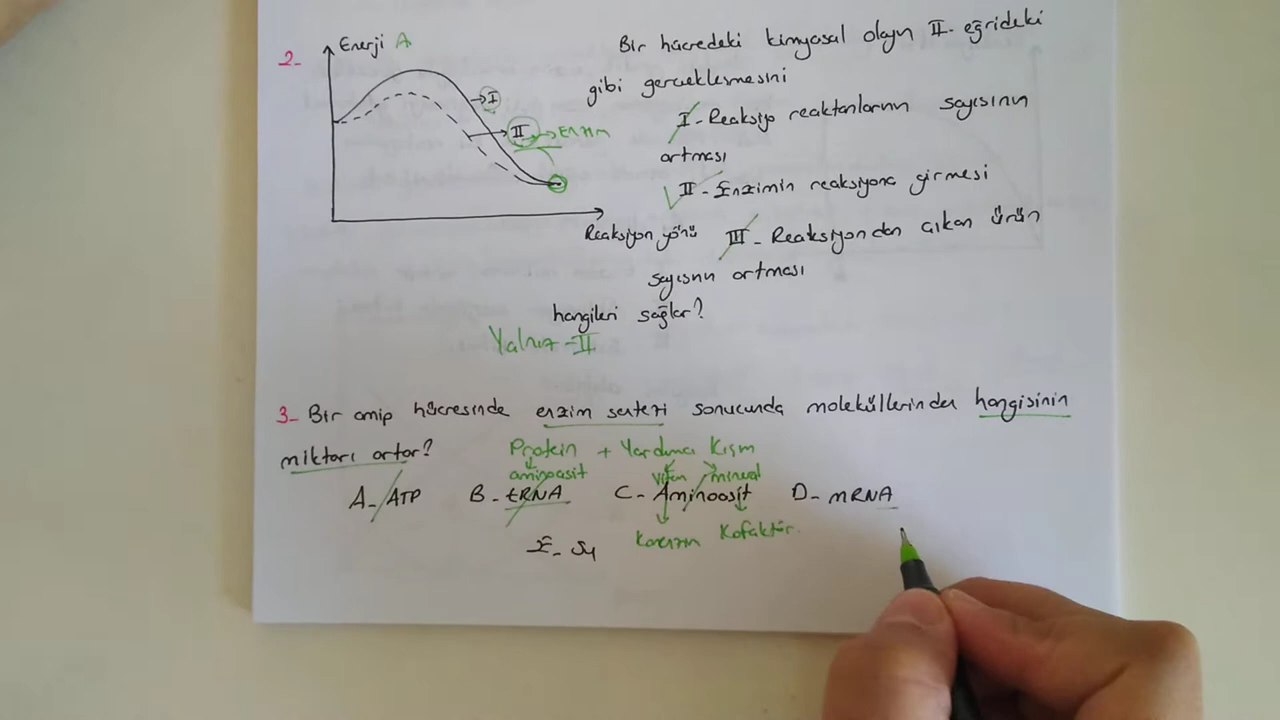 2-
Enerji A
I
II → Enzim
Reaksiyon yönü
Bir hücredeki kimyasal olayın II- eğrideki
gibi gerçekleşmesini
I - Reaksiyo reaktanlarının sayısının
artması
II - Enzimin reaksiyona girmesi
III - Reaksiyondan çıkan ürün
sayısının artması
hangileri sağlar?
Yalnız - II
3- Bir amip hücresinde enzim sentezi sonucunda moleküllerinden hangisinin
miktarı artar?
Protein + Yardımcı Kısım
aminoasit vitamin mineral
A- ATP B- tRNA C- Aminoasit D- mRNA
Koenzim Kofaktör
E- Su